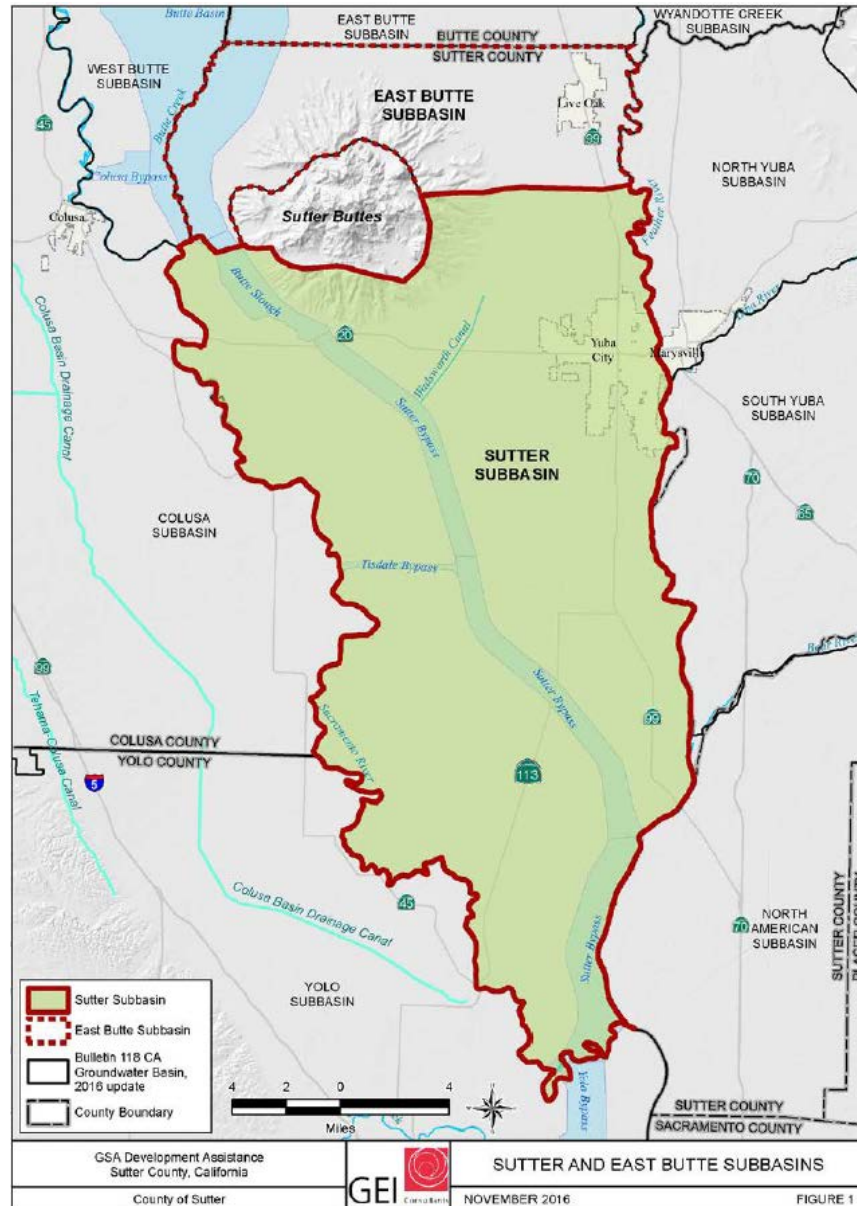 Butte Basin
EAST BUTTE
SUBBASIN
WYANDOTTE CREEK
SUBBASIN
BUTTE COUNTY
SUTTER COUNTY
WEST BUTTE
SUBBASIN
Butte Creek
EAST BUTTE
SUBBASIN
Live Oak
45
99
Colusa Bypass
NORTH YUBA
SUBBASIN
Colusa
Sutter Buttes
Feather River
Butte Slough
20
Wadsworth Canal
Yuba
City
Marysville
Colusa Basin Drainage Canal
Sutter Bypass
SOUTH YUBA
SUBBASIN
SUTTER
SUBBASIN
70
65
COLUSA
SUBBASIN
Tisdale Bypass
99
Sutter Bypass
Sacramento River
99
Tehama-Colusa Canal
COLUSA COUNTY
YOLO COUNTY
5
113
Colusa Basin Drainage Canal
45
NORTH
AMERICAN
SUBBASIN
70
SUTTER COUNTY
Sutter Bypass
YOLO
SUBBASIN
Yolo Bypass
Sutter Subbasin
East Butte Subbasin
Bulletin 118 CA
Groundwater Basin,
2016 update
County Boundary
4 2 0 4
Miles
SUTTER COUNTY
SACRAMENTO COUNTY
GSA Development Assistance
Sutter County, California
County of Sutter
GEI Consultants
SUTTER AND EAST BUTTE SUBBASINS
NOVEMBER 2016
FIGURE 1